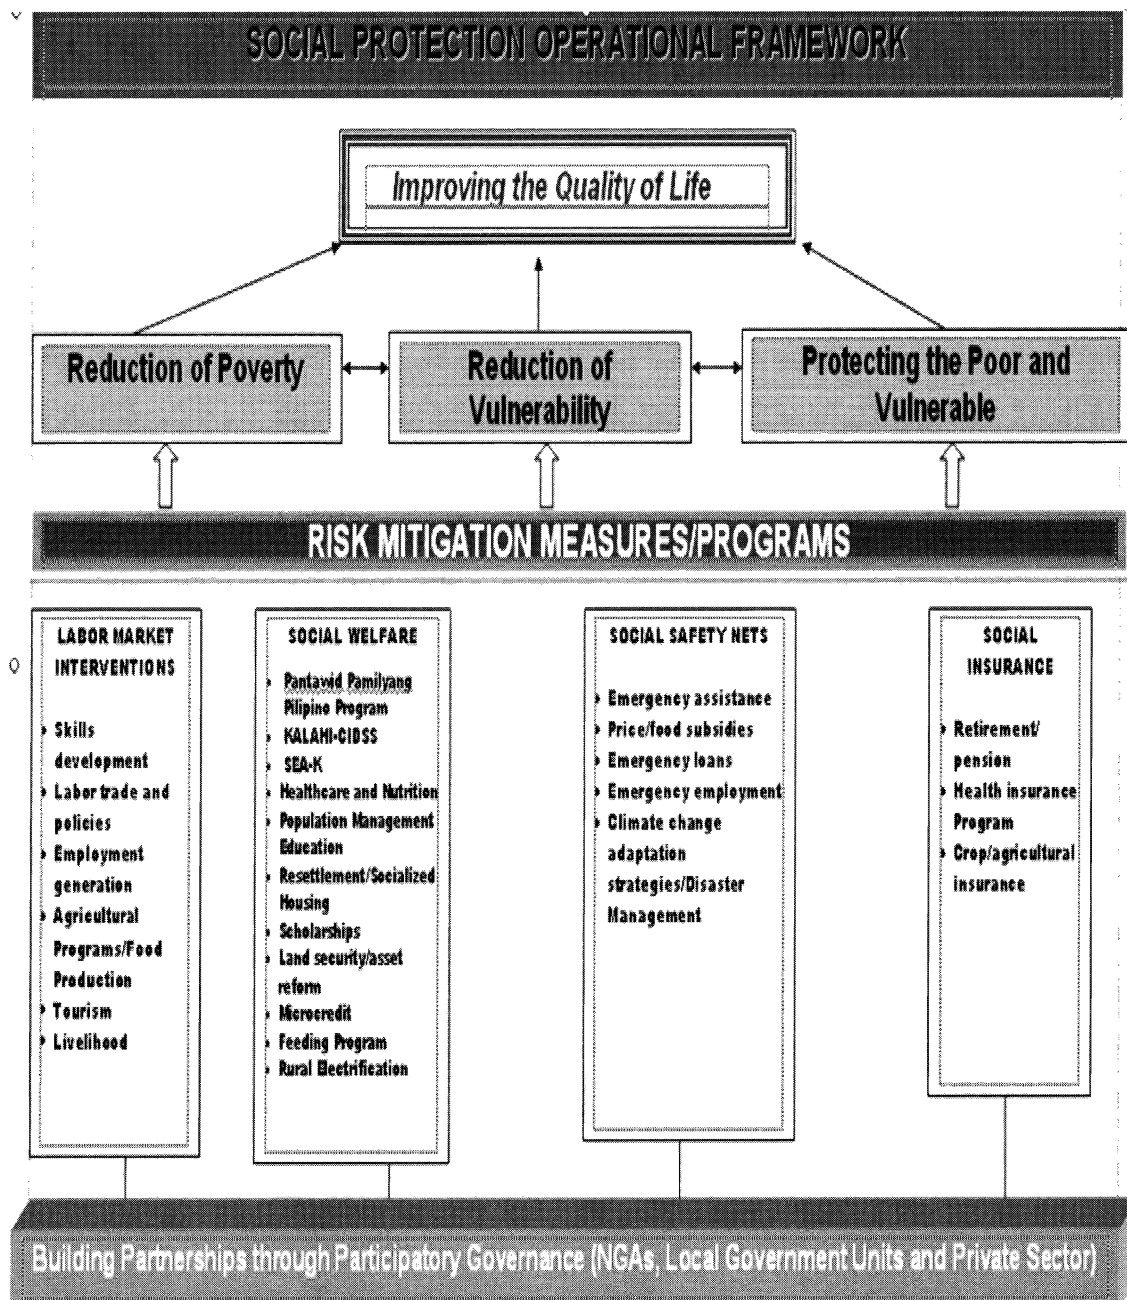 SOCIAL PROTECTION OPERATIONAL FRAMEWORK
Improving the Quality of Life
Reduction of Poverty
Reduction of
Vulnerability
Protecting the Poor and
Vulnerable
RISK MITIGATION MEASURES/PROGRAMS
LABOR MARKET
INTERVENTIONS
Skills
development
Labor trade and
policies
Employment
generation
Agricultural
Programs/Food
Production
Tourism
Livelihood
SOCIAL WELFARE
Pantawid Pamilyang
Pilipino Program
KALAHI-CIDSS
SEA-K
Healthcare and Nutrition
Population Management
Education
Resettlement/Socialized
Housing
Scholarships
Land security/asset
reform
Microcredit
Feeding Program
Rural Electrification
SOCIAL SAFETY NETS
Emergency assistance
Price/food subsidies
Emergency loans
Emergency employment
Climate change
adaptation
strategies/Disaster
Management
SOCIAL
INSURANCE
Retirement/
pension
Health insurance
Program
Crop/agricultural
insurance
Building Partnerships through Participatory Governance (NGAs, Local Government Units and Private Sector)